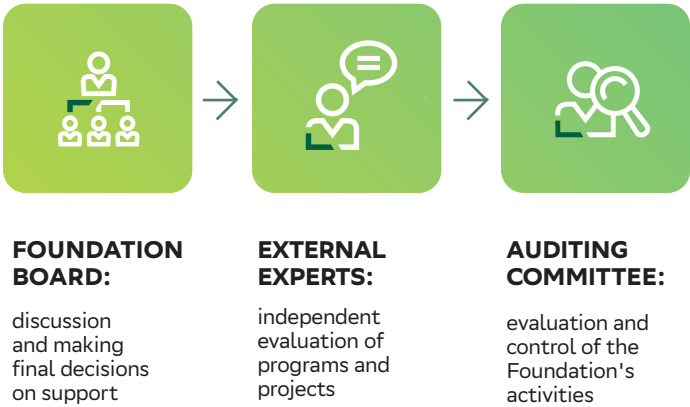 FOUNDATION
BOARD:
discussion
and making
final decisions
on support
EXTERNAL
EXPERTS:
independent
evaluation of
programs and
projects
AUDITING
COMMITTEE:
evaluation and
control of the
Foundation's
activities